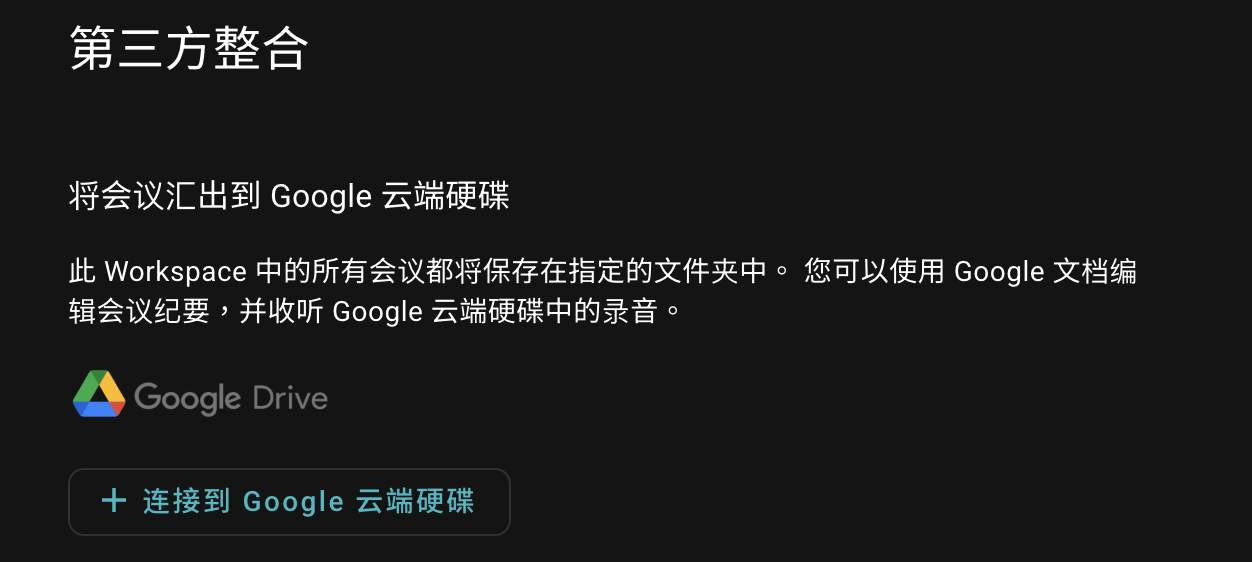 第三方整合
将会议汇出到 Google 云端硬碟
此 Workspace 中的所有会议都将保存在指定的文件夹中。 您可以使用 Google 文档编
辑会议纪要，并收听 Google 云端硬碟中的录音。
Google Drive
+ 连接到 Google 云端硬碟